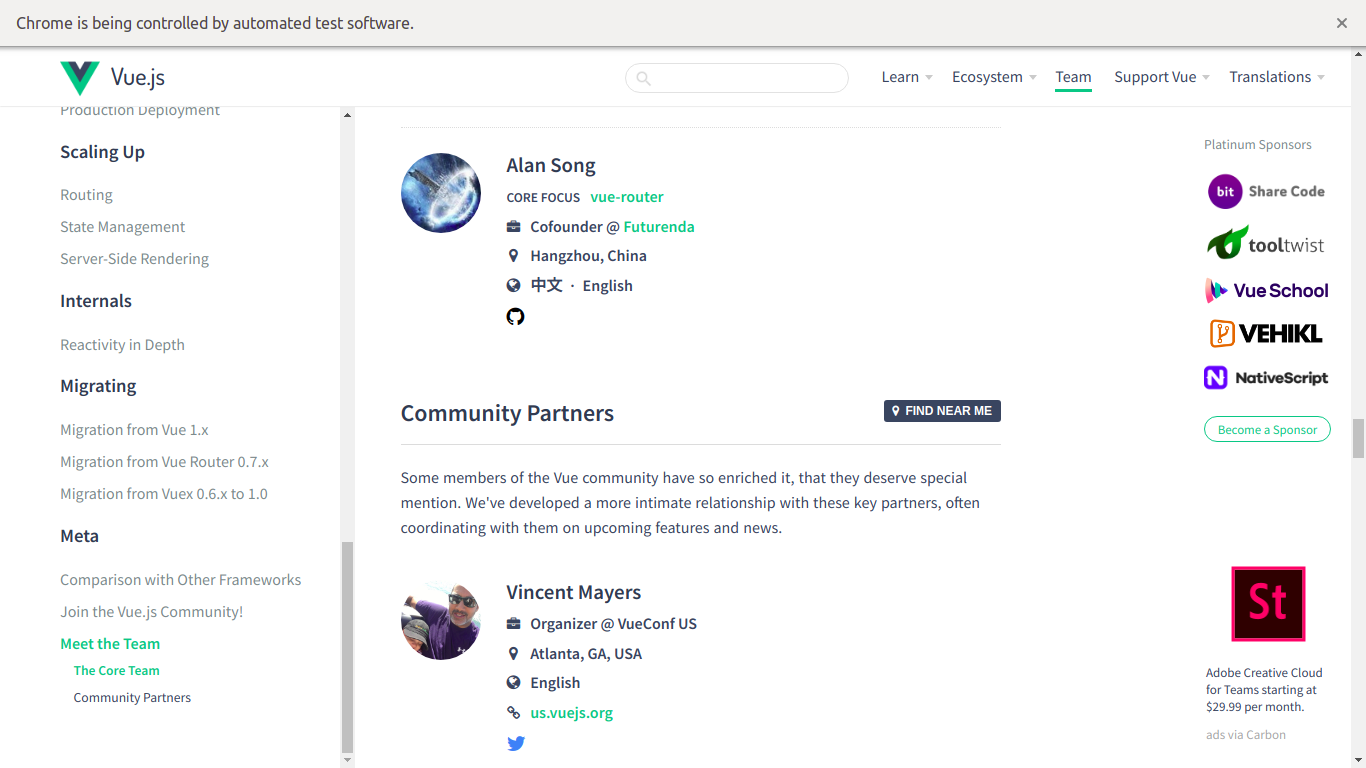 Chrome is being controlled by automated test software.
Vue.js
Learn
Ecosystem
Team
Support Vue
Translations
Production Deployment
Scaling Up
Routing
State Management
Server-Side Rendering
Internals
Reactivity in Depth
Migrating
Migration from Vue 1.x
Migration from Vue Router 0.7.x
Migration from Vuex 0.6.x to 1.0
Meta
Comparison with Other Frameworks
Join the Vue.js Community!
Meet the Team
The Core Team
Community Partners
Alan Song
CORE FOCUS vue-router
Cofounder @ Futurenda
Hangzhou, China
中文 · English
Community Partners
FIND NEAR ME
Some members of the Vue community have so enriched it, that they deserve special
mention. We've developed a more intimate relationship with these key partners, often
coordinating with them on upcoming features and news.
Vincent Mayers
Organizer @ VueConf US
Atlanta, GA, USA
English
us.vuejs.org
Platinum Sponsors
bit Share Code
tooltwist
Vue School
VEHIKL
N NativeScript
Become a Sponsor
St
Adobe Creative Cloud
for Teams starting at
$29.99 per month.
ads via Carbon